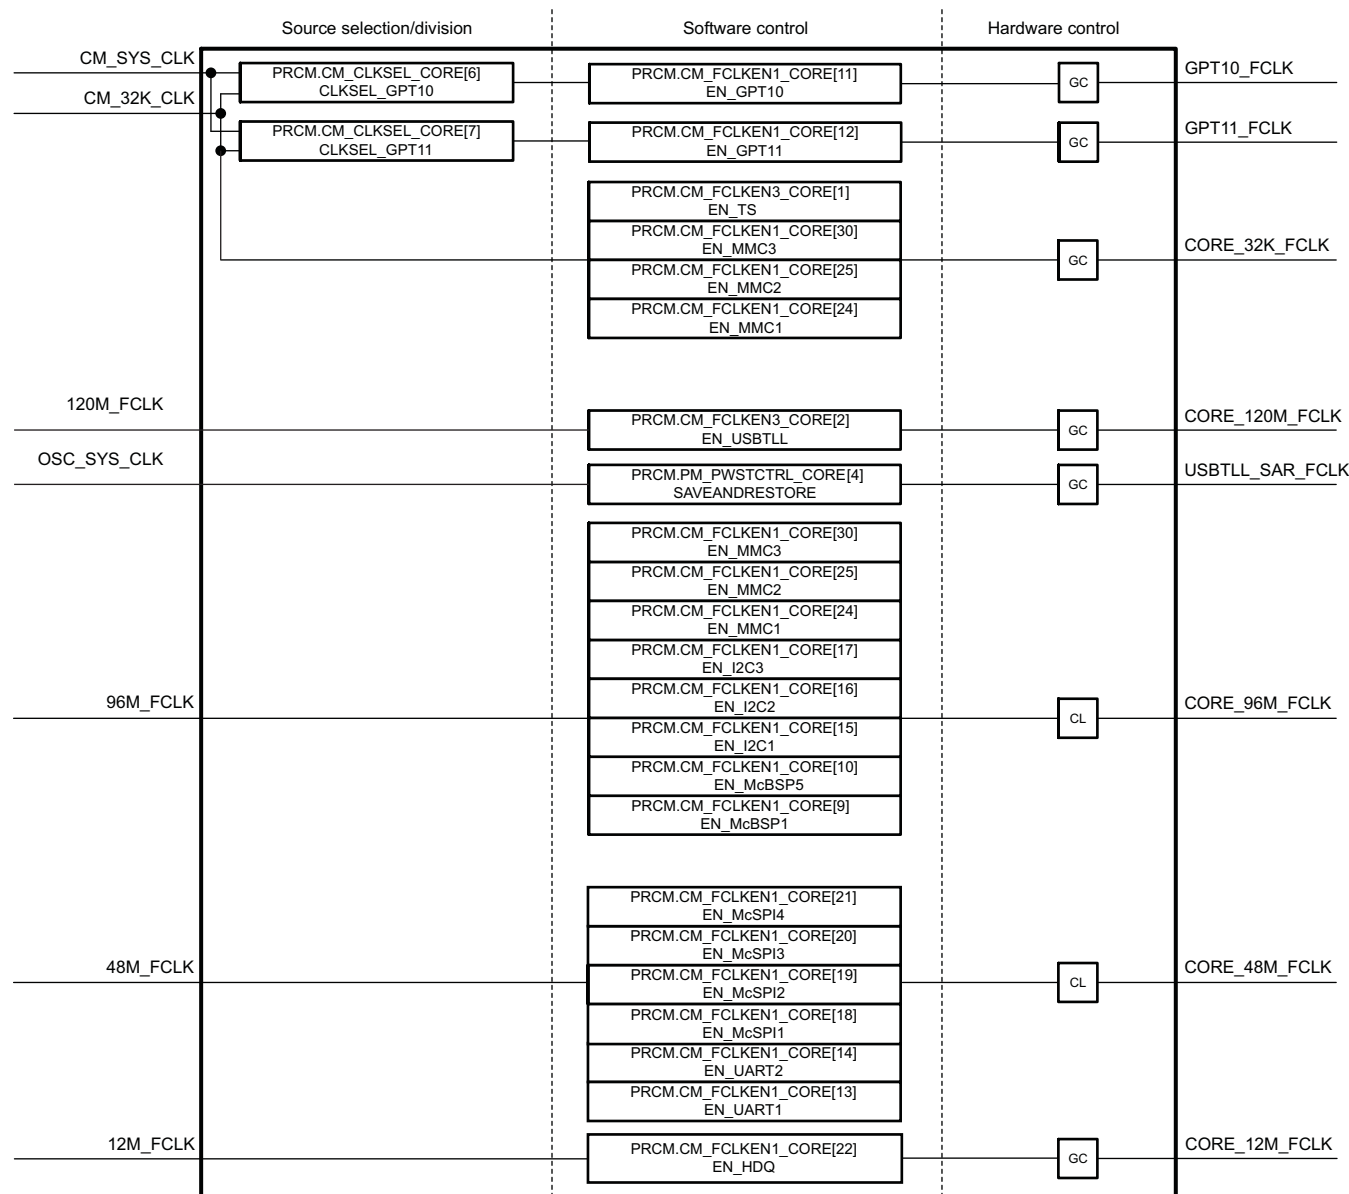 Source selection/division
Software control
Hardware control
CM_SYS_CLK
PRCM.CM_CLKSEL_CORE[6]
CLKSEL_GPT10
PRCM.CM_FCLKEN1_CORE[11]
EN_GPT10
GC
GPT10_FCLK
CM_32K_CLK
PRCM.CM_CLKSEL_CORE[7]
CLKSEL_GPT11
PRCM.CM_FCLKEN1_CORE[12]
EN_GPT11
GC
GPT11_FCLK
PRCM.CM_FCLKEN3_CORE[1]
EN_TS
PRCM.CM_FCLKEN1_CORE[30]
EN_MMC3
PRCM.CM_FCLKEN1_CORE[25]
EN_MMC2
PRCM.CM_FCLKEN1_CORE[24]
EN_MMC1
GC
CORE_32K_FCLK
120M_FCLK
PRCM.CM_FCLKEN3_CORE[2]
EN_USBTLL
GC
CORE_120M_FCLK
OSC_SYS_CLK
PRCM.PM_PWSTCTRL_CORE[4]
SAVEANDRESTORE
GC
USBTLL_SAR_FCLK
PRCM.CM_FCLKEN1_CORE[30]
EN_MMC3
PRCM.CM_FCLKEN1_CORE[25]
EN_MMC2
PRCM.CM_FCLKEN1_CORE[24]
EN_MMC1
PRCM.CM_FCLKEN1_CORE[17]
EN_I2C3
96M_FCLK
PRCM.CM_FCLKEN1_CORE[16]
EN_I2C2
PRCM.CM_FCLKEN1_CORE[15]
EN_I2C1
PRCM.CM_FCLKEN1_CORE[10]
EN_McBSP5
PRCM.CM_FCLKEN1_CORE[9]
EN_McBSP1
CL
CORE_96M_FCLK
PRCM.CM_FCLKEN1_CORE[21]
EN_McSPI4
PRCM.CM_FCLKEN1_CORE[20]
EN_McSPI3
48M_FCLK
PRCM.CM_FCLKEN1_CORE[19]
EN_McSPI2
PRCM.CM_FCLKEN1_CORE[18]
EN_McSPI1
PRCM.CM_FCLKEN1_CORE[14]
EN_UART2
PRCM.CM_FCLKEN1_CORE[13]
EN_UART1
CL
CORE_48M_FCLK
12M_FCLK
PRCM.CM_FCLKEN1_CORE[22]
EN_HDQ
GC
CORE_12M_FCLK